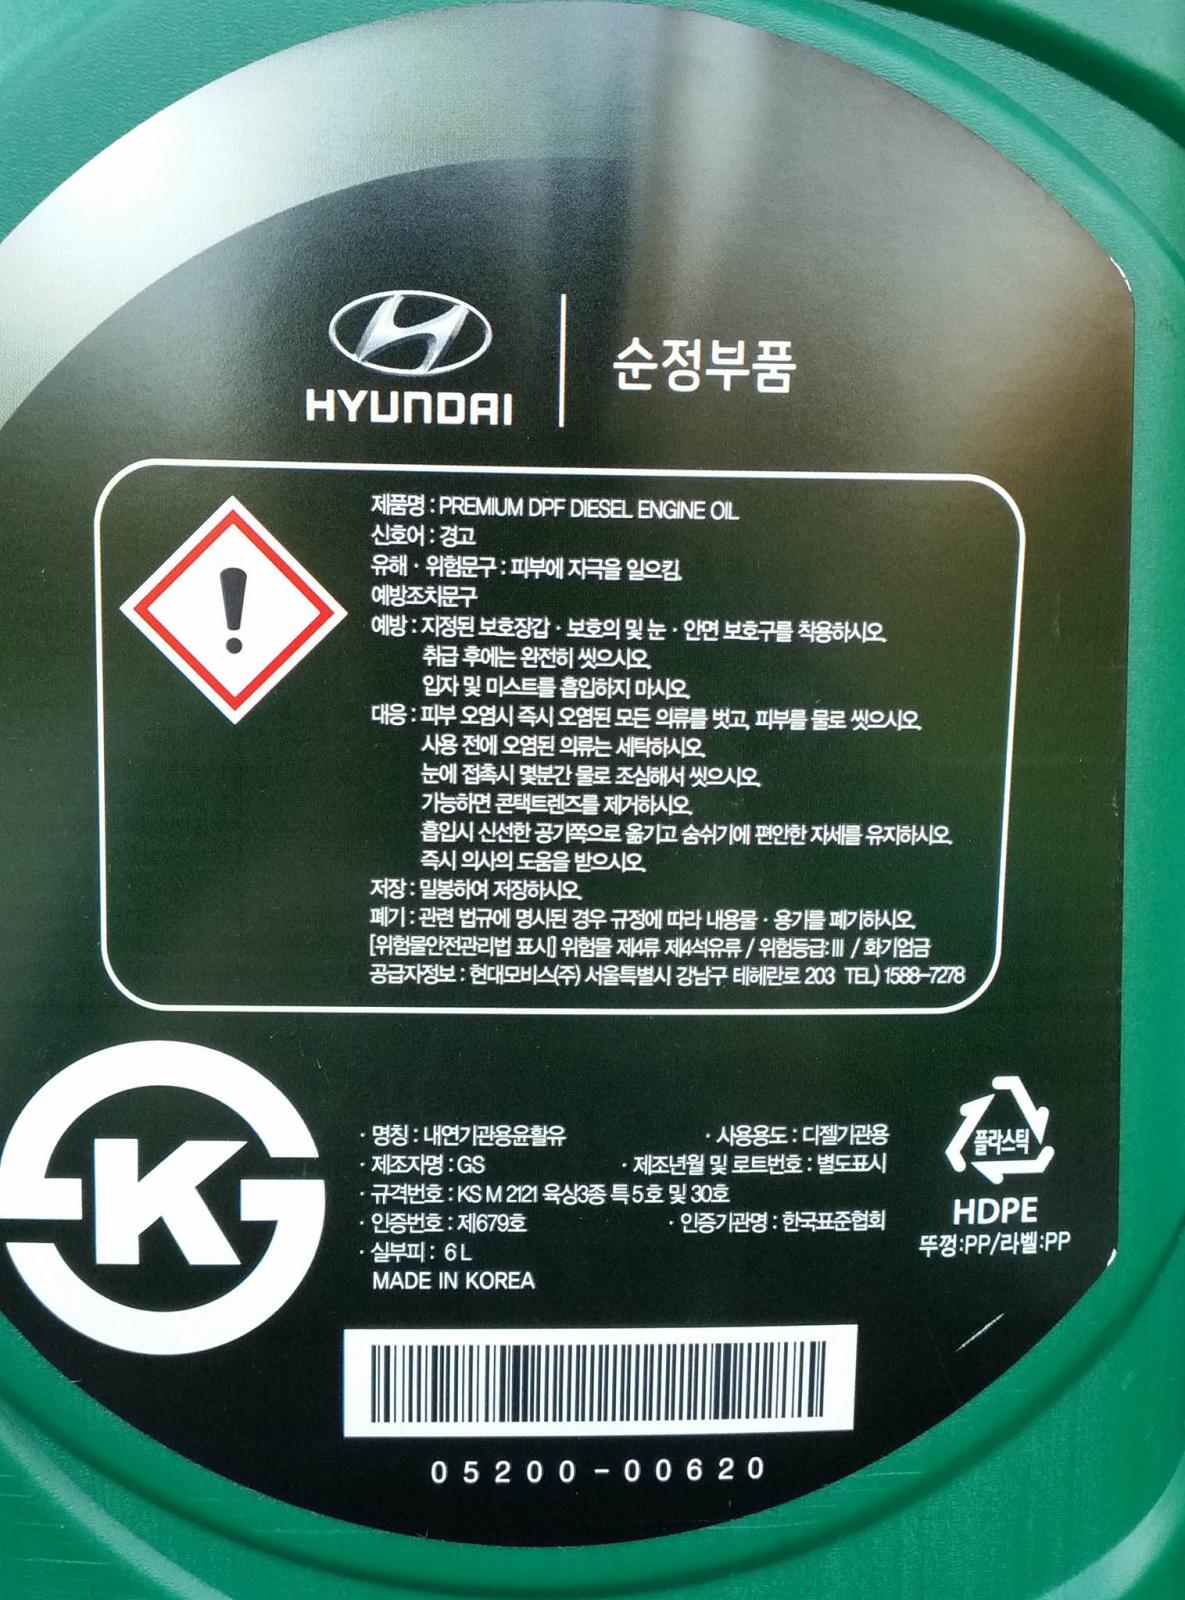 HYUNDAI
순정부품
제품명 : PREMIUM DPF DIESEL ENGINE OIL
신호어 : 경고
유해 · 위험문구 : 피부에 자극을 일으킴.
예방조치문구
예방 : 지정된 보호장갑 · 보호의 및 눈 · 안면 보호구를 착용하시오.
취급 후에는 완전히 씻으시오.
입자 및 미스트를 흡입하지 마시오.
대응 : 피부 오염시 즉시 오염된 모든 의류를 벗고, 피부를 물로 씻으시오.
사용 전에 오염된 의류는 세탁하시오.
눈에 접촉시 몇분간 물로 조심해서 씻으시오.
가능하면 콘택트렌즈를 제거하시오.
흡입시 신선한 공기쪽으로 옮기고 숨쉬기에 편안한 자세를 유지하시오.
즉시 의사의 도움을 받으시오.
저장 : 밀봉하여 저장하시오.
폐기 : 관련 법규에 명시된 경우 규정에 따라 내용물 · 용기를 폐기하시오.
[위험물안전관리법 표시] 위험물 제4류 제4석유류 / 위험등급:Ⅲ / 화기엄금
공급자정보 : 현대모비스(주) 서울특별시 강남구 테헤란로 203 TEL) 1588-7278
K
· 명칭 : 내연기관용윤활유 · 사용용도 : 디젤기관용
· 제조자명 : GS · 제조년월 및 로트번호 : 별도표시
· 규격번호 : KS M 2121 육상3종 특5호 및 30호
· 인증번호 : 제679호 · 인증기관명 : 한국표준협회
· 실부피 : 6 L
MADE IN KOREA
플라스틱
HDPE
뚜껑:PP/라벨:PP
05200-00620